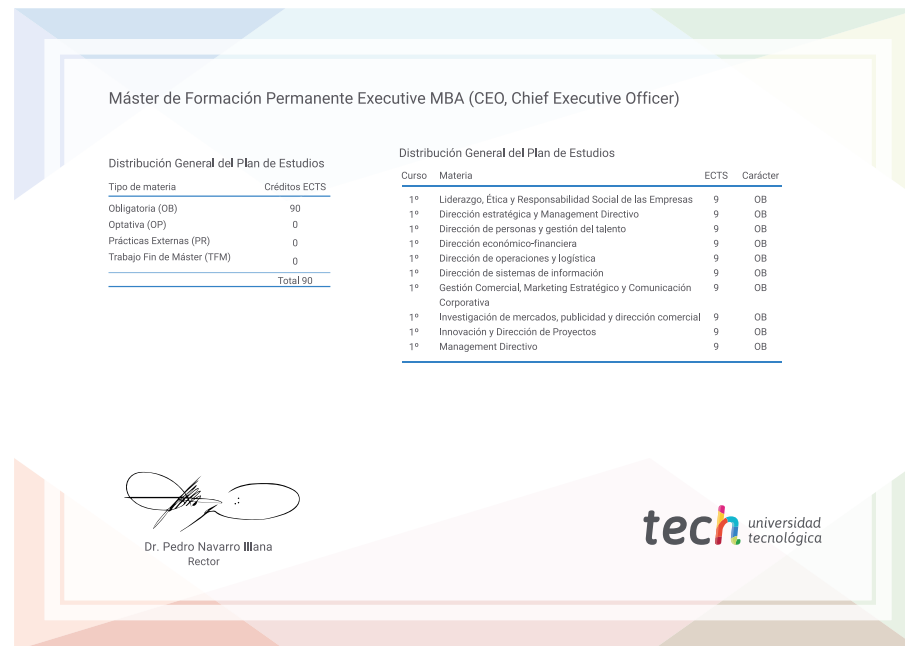 Máster de Formación Permanente Executive MBA (CEO, Chief Executive Officer)
Distribución General del Plan de Estudios
Tipo de materia Créditos ECTS
Obligatoria (OB) 90
Optativa (OP) 0
Prácticas Externas (PR) 0
Trabajo Fin de Máster (TFM) 0
Total 90
Distribución General del Plan de Estudios
Curso Materia ECTS Carácter
1º Liderazgo, Ética y Responsabilidad Social de las Empresas 9 OB
1º Dirección estratégica y Management Directivo 9 OB
1º Dirección de personas y gestión del talento 9 OB
1º Dirección económico-financiera 9 OB
1º Dirección de operaciones y logística 9 OB
1º Dirección de sistemas de información 9 OB
1º Gestión Comercial, Marketing Estratégico y Comunicación 9 OB
Corporativa
1º Investigación de mercados, publicidad y dirección comercial 9 OB
1º Innovación y Dirección de Proyectos 9 OB
1º Management Directivo 9 OB
Dr. Pedro Navarro Illana
Rector
tech universidad
tecnológica